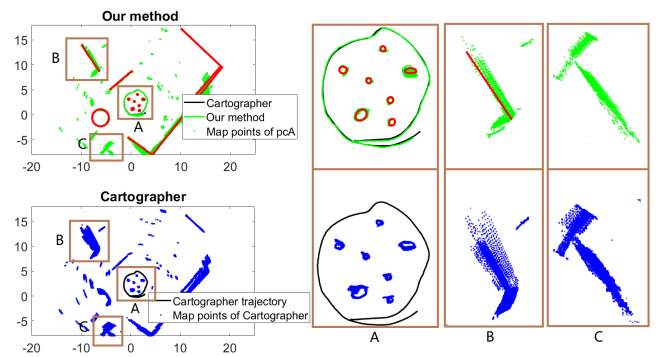 Our method
15
10
5
0
-5
-20
-10
0
10
20
B
A
C
Cartographer
Our method
Map points of pcA
Cartographer
15
10
5
0
-5
-20
-10
0
10
20
B
A
C
Cartographer trajectory
Map points of Cartographer
A
B
C